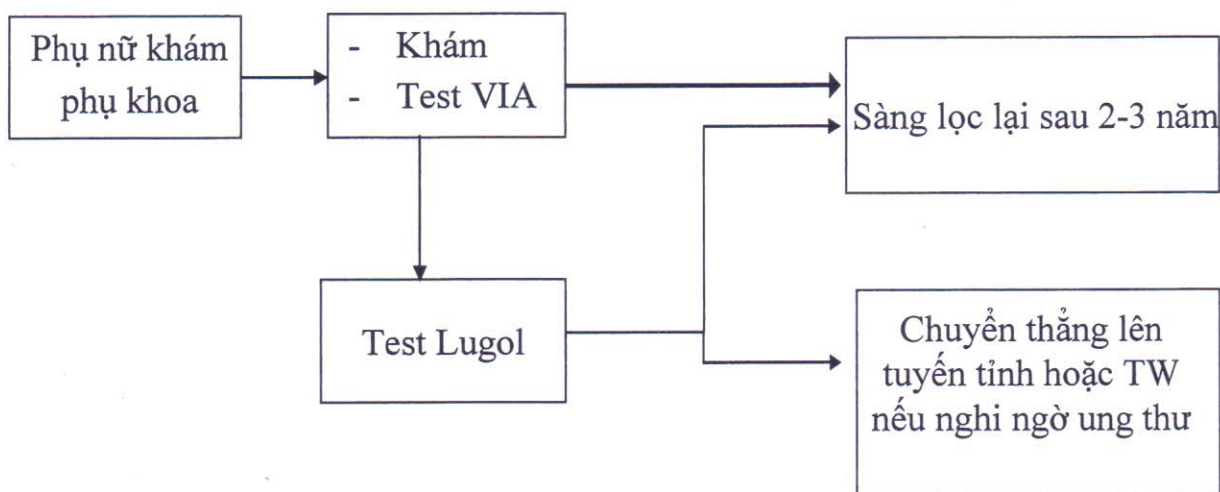 Phụ nữ khám
phụ khoa
- Khám
- Test VIA
Sàng lọc lại sau 2-3 năm
Test Lugol
Chuyển thẳng lên
tuyến tỉnh hoặc TW
nếu nghi ngờ ung thư